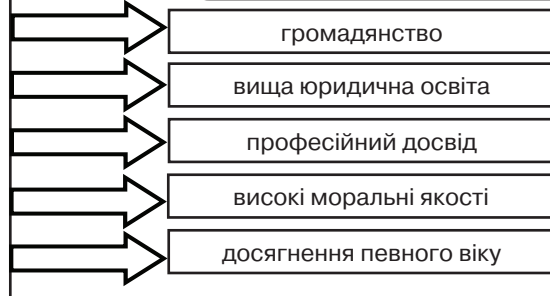 громадянство
вища юридична освіта
професійний досвід
високі моральні якості
досягнення певного віку